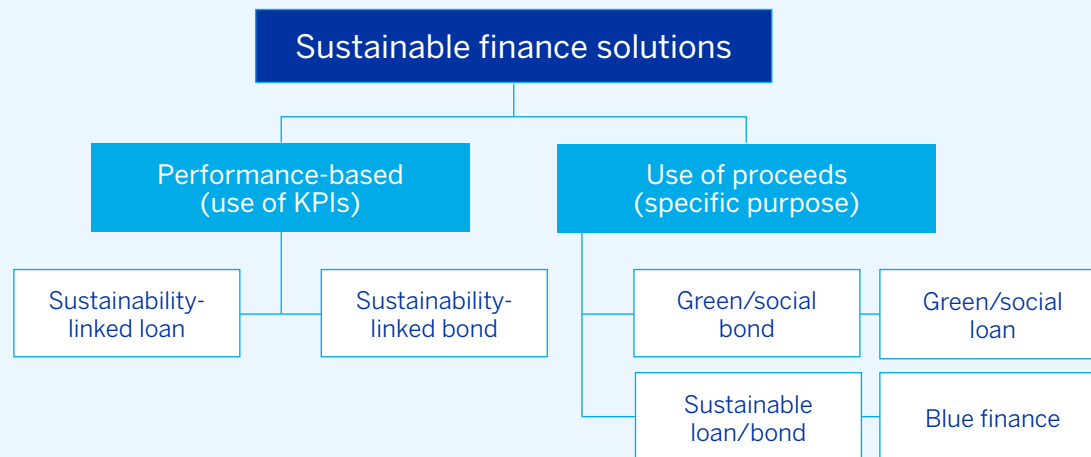 Sustainable finance solutions
Performance-based
(use of KPIs)
Use of proceeds
(specific purpose)
Sustainability-
linked loan
Sustainability-
linked bond
Green/social
bond
Green/social
loan
Sustainable
loan/bond
Blue finance